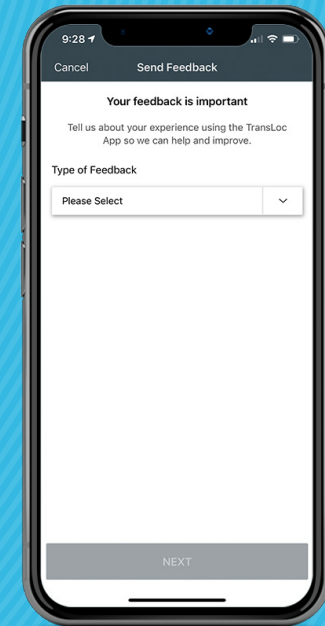 9:28
Cancel Send Feedback
Your feedback is important
Tell us about your experience using the TransLoc
App so we can help and improve.
Type of Feedback
Please Select
NEXT